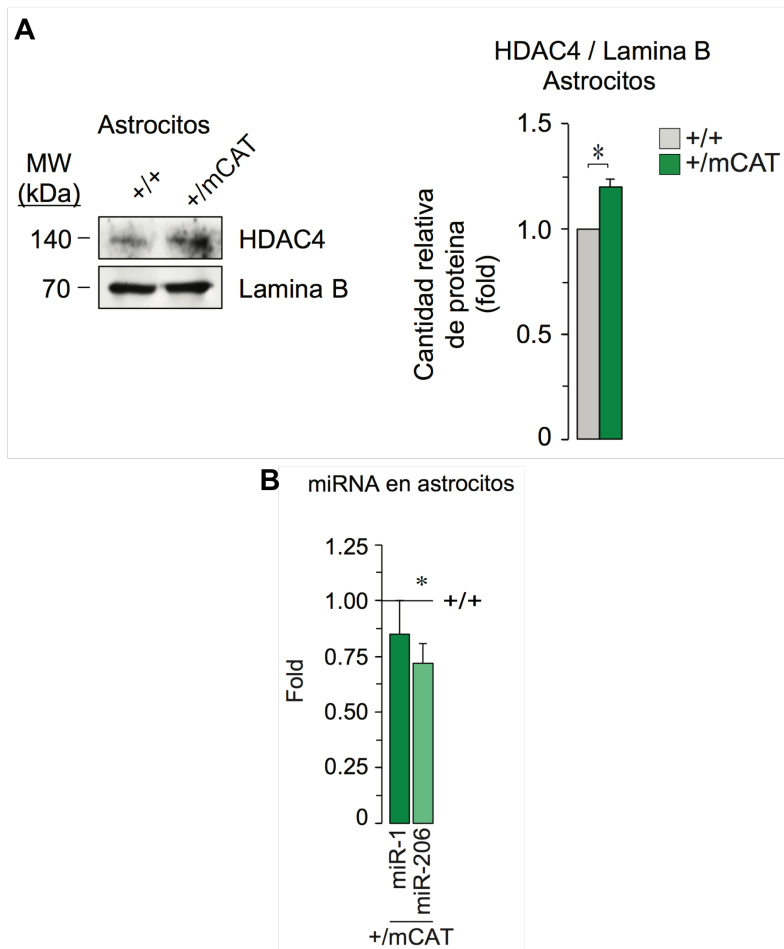 A
Astrocitos
MW
(kDa)
+/+
+/mCAT
140
HDAC4
70
Lamina B
HDAC4 / Lamina B
Astrocitos
+/+
+/mCAT
*
Cantidad relativa
de proteina
(fold)
1.5
1.0
0.5
0
B
miRNA en astrocitos
Fold
1.25
1.00
0.75
0.50
0.25
0
*
+/+
miR-1
miR-206
+/mCAT